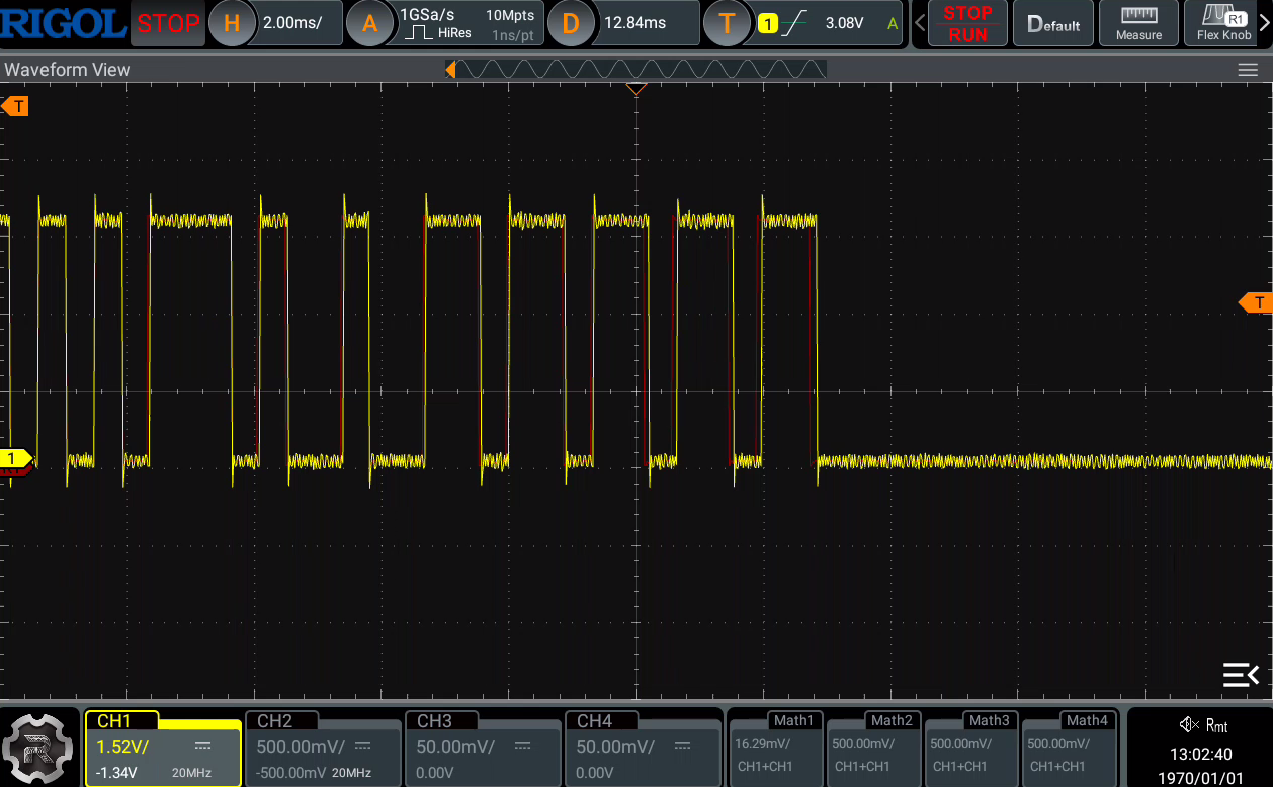 RIGOL STOP H 2.00ms/ A 1GSa/s 10Mpts HiRes 1ns/pt D 12.84ms T 1 3.08V A STOP RUN Default Measure Flex Knob R1
Waveform View
T
T
1
CH1 CH2 CH3 CH4 Math1 Math2 Math3 Math4
1.52V/ 500.00mV/ 50.00mV/ 50.00mV/ 16.29mV/ 500.00mV/ 500.00mV/ 500.00mV/ Rmt
-1.34V 20MHz -500.00mV 20MHz 0.00V 0.00V CH1+CH1 CH1+CH1 CH1+CH1 CH1+CH1 13:02:40
R 1970/01/01